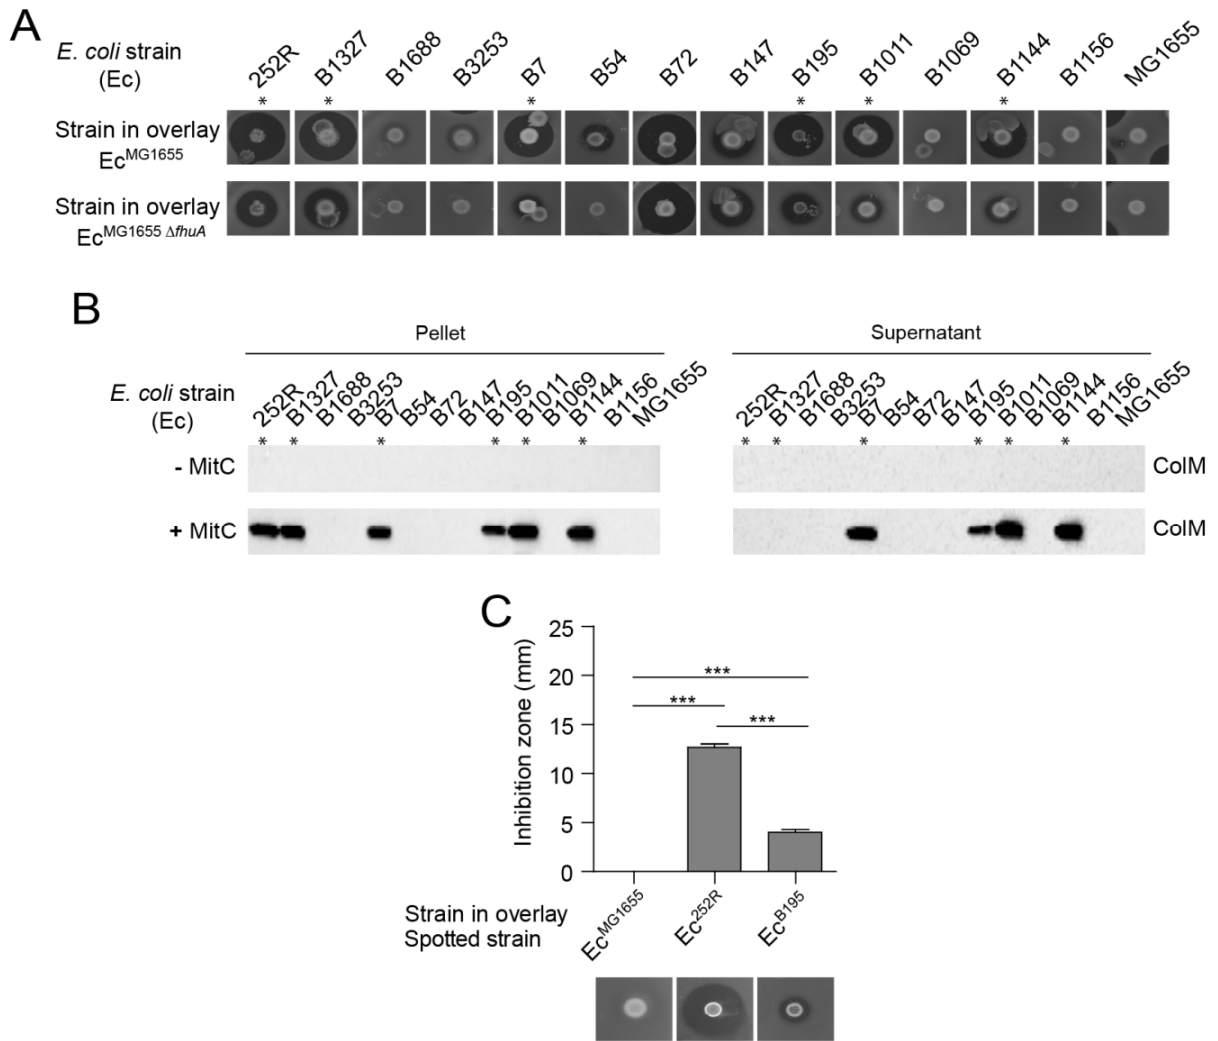 A
E. coli strain
(Ec)
252R B1327 B1688 B3253 B7 B54 B72 B147 B195 B1011 B1069 B1144 B1156 MG1655
* * * * * *
Strain in overlay
Ec^MG1655
Strain in overlay
Ec^MG1655 ΔfhuA
B
Pellet Supernatant
E. coli strain
(Ec)
252R B1327 B1688 B3253 B7 B54 B72 B147 B195 B1011 B1069 B1144 B1156 MG1655 252R B1327 B1688 B3253 B7 B54 B72 B147 B195 B1011 B1069 B1144 B1156 MG1655
* * * * * * * * * * * *
- MitC ColM
+ MitC ColM
C
Inhibition zone (mm)
25
20
15
10
5
0
***
***
***
Strain in overlay
Spotted strain
Ec^MG1655 Ec^252R Ec^B195